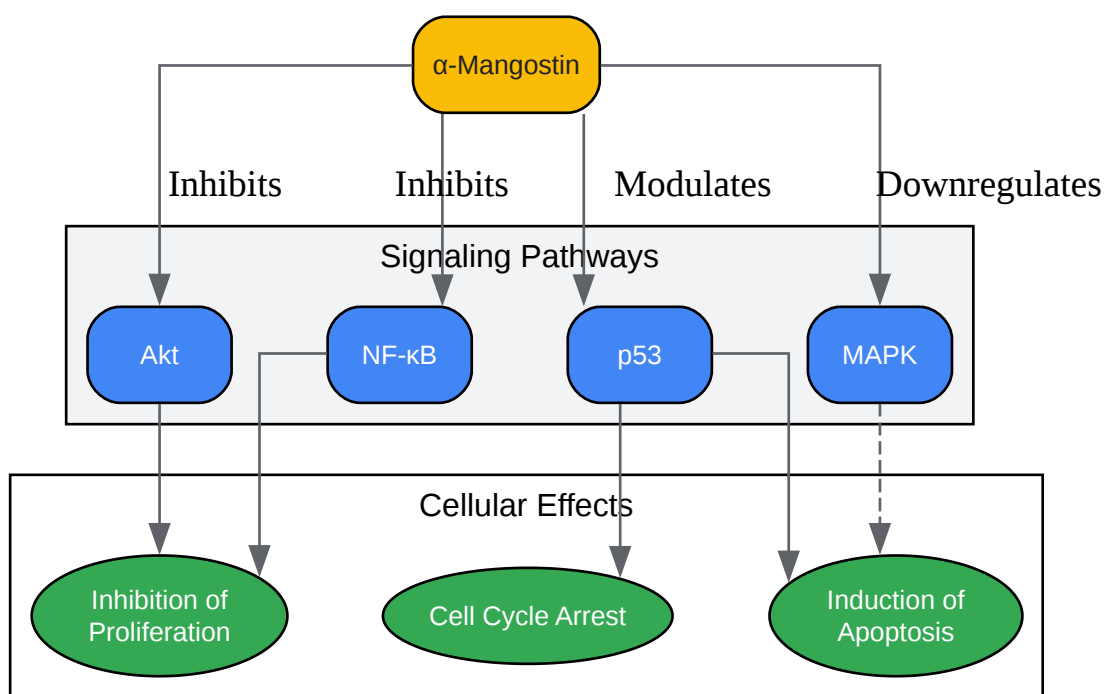 α-Mangostin
Inhibits
Inhibits
Modulates
Downregulates
Signaling Pathways
Akt
NF-κB
p53
MAPK
Cellular Effects
Inhibition of
Proliferation
Cell Cycle Arrest
Induction of
Apoptosis